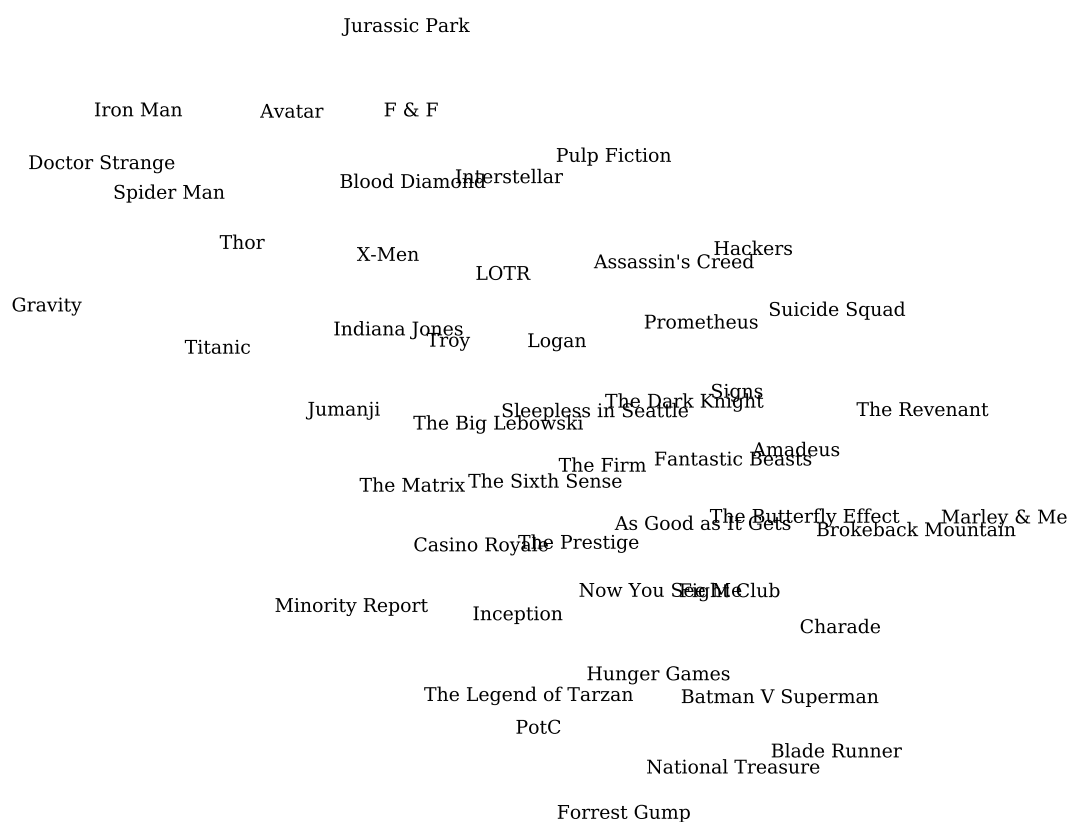 Jurassic Park
Iron Man
Avatar
F & F
Pulp Fiction
Doctor Strange
Interstellar
Blood Diamond
Spider Man
Thor
Hackers
X-Men
Assassin's Creed
LOTR
Gravity
Suicide Squad
Prometheus
Indiana Jones
Troy
Logan
Titanic
Signs
The Dark Knight
Jumanji
Sleepless in Seattle
The Revenant
The Big Lebowski
Amadeus
Fantastic Beasts
The Firm
The Sixth Sense
The Matrix
The Butterfly Effect
Marley & Me
As Good as It Gets
Brokeback Mountain
The Prestige
Casino Royale
Now You See Me
Fight Club
Minority Report
Inception
Charade
Hunger Games
The Legend of Tarzan
Batman V Superman
PotC
Blade Runner
National Treasure
Forrest Gump